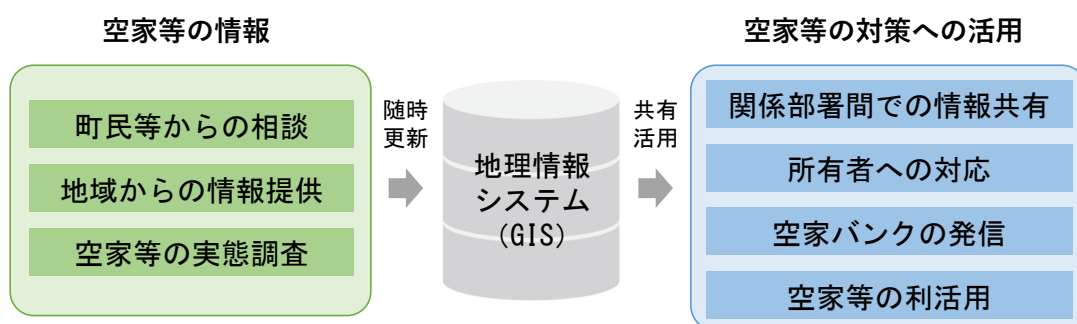 空家等の情報
町民等からの相談
地域からの情報提供
空家等の実態調査
随時
更新
地理情報
システム
(GIS)
共有
活用
空家等の対策への活用
関係部署間での情報共有
所有者への対応
空家バンクの発信
空家等の利活用